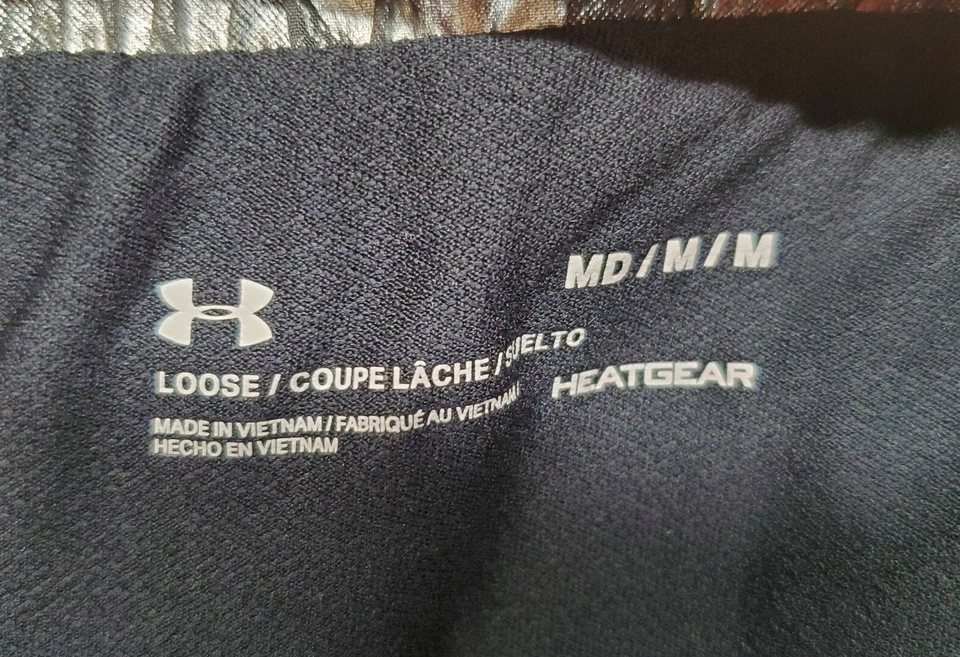 MD / M / M
LOOSE / COUPE LÂCHE / SUELTO
HEATGEAR
MADE IN VIETNAM / FABRIQUÉ AU VIETNAM /
HECHO EN VIETNAM